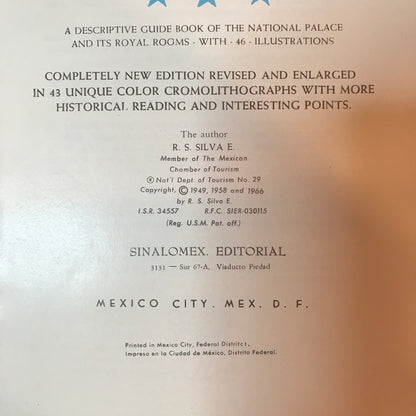 A DESCRIPTIVE GUIDE BOOK OF THE NATIONAL PALACE
AND ITS ROYAL ROOMS - WITH - 46 - ILLUSTRATIONS
COMPLETELY NEW EDITION REVISED AND ENLARGED
IN 43 UNIQUE COLOR CROMOLITHOGRAPHS WITH MORE
HISTORICAL READING AND INTERESTING POINTS.
The author
R. S. SILVA E.
Member of The Mexican
Chomber of Tourism
® Nat'l Dept. of Tourism No. 29
Copyright, © 1949, 1958 and 1966
by R. S. Silva E.
I.S.R. 34557 R.F.C. SIER-030115
(Reg. U.S.M. Pat. off.)
SINALOMEX. EDITORIAL
3131 — Sur 67-A, Viaducto Piedad
MEXICO CITY. MEX. D. F.
Printed in Mexico City, Federal District,
Impreso en la Ciudad de México, Distrito Federal.